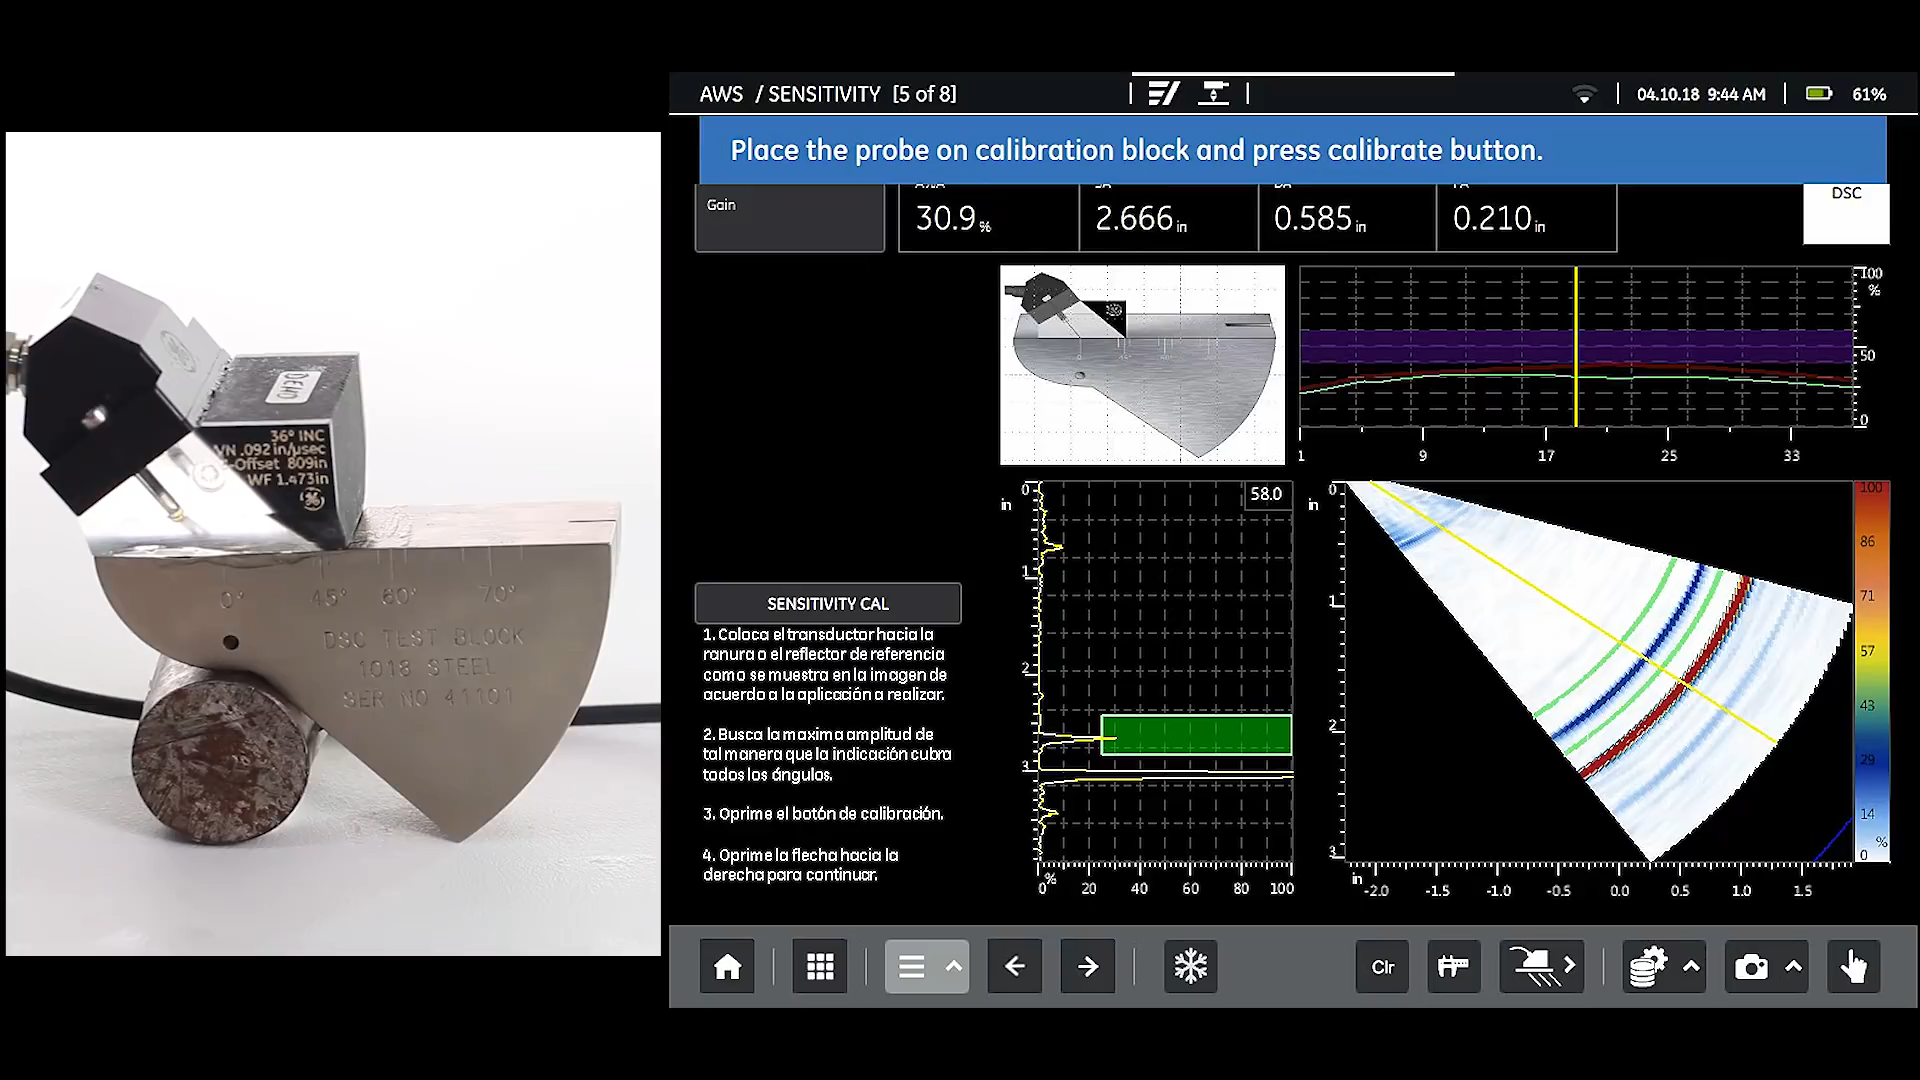 AWS / SENSITIVITY [5 of 8]
04.10.18 9:44 AM
61%
Place the probe on calibration block and press calibrate button.
Gain
30.9 %
2.666 in
0.585 in
0.210 in
DSC
DEMO
36° INC
VN .092in/usec
-Offset 809in
WF 1.473in
0° 45° 60° 70°
DSC TEST BLOCK
1018 STEEL
SER NO 41101
SENSITIVITY CAL
1. Coloca el transductor hacia la
ranura o el reflector de referencia
como se muestra en la imagen de
acuerdo a la aplicación a realizar.
2. Busca la maxima amplitud de
tal manera que la indicación cubra
todos los ángulos.
3. Oprime el botón de calibración.
4. Oprime la flecha hacia la
derecha para continuar.
100
%
50
0
1 9 17 25 33
in
0
1
2
3
58.0
% 0 20 40 60 80 100
in
0
1
2
3
in -2.0 -1.5 -1.0 -0.5 0.0 0.5 1.0 1.5
100
86
71
57
43
29
14
0 %
Clr